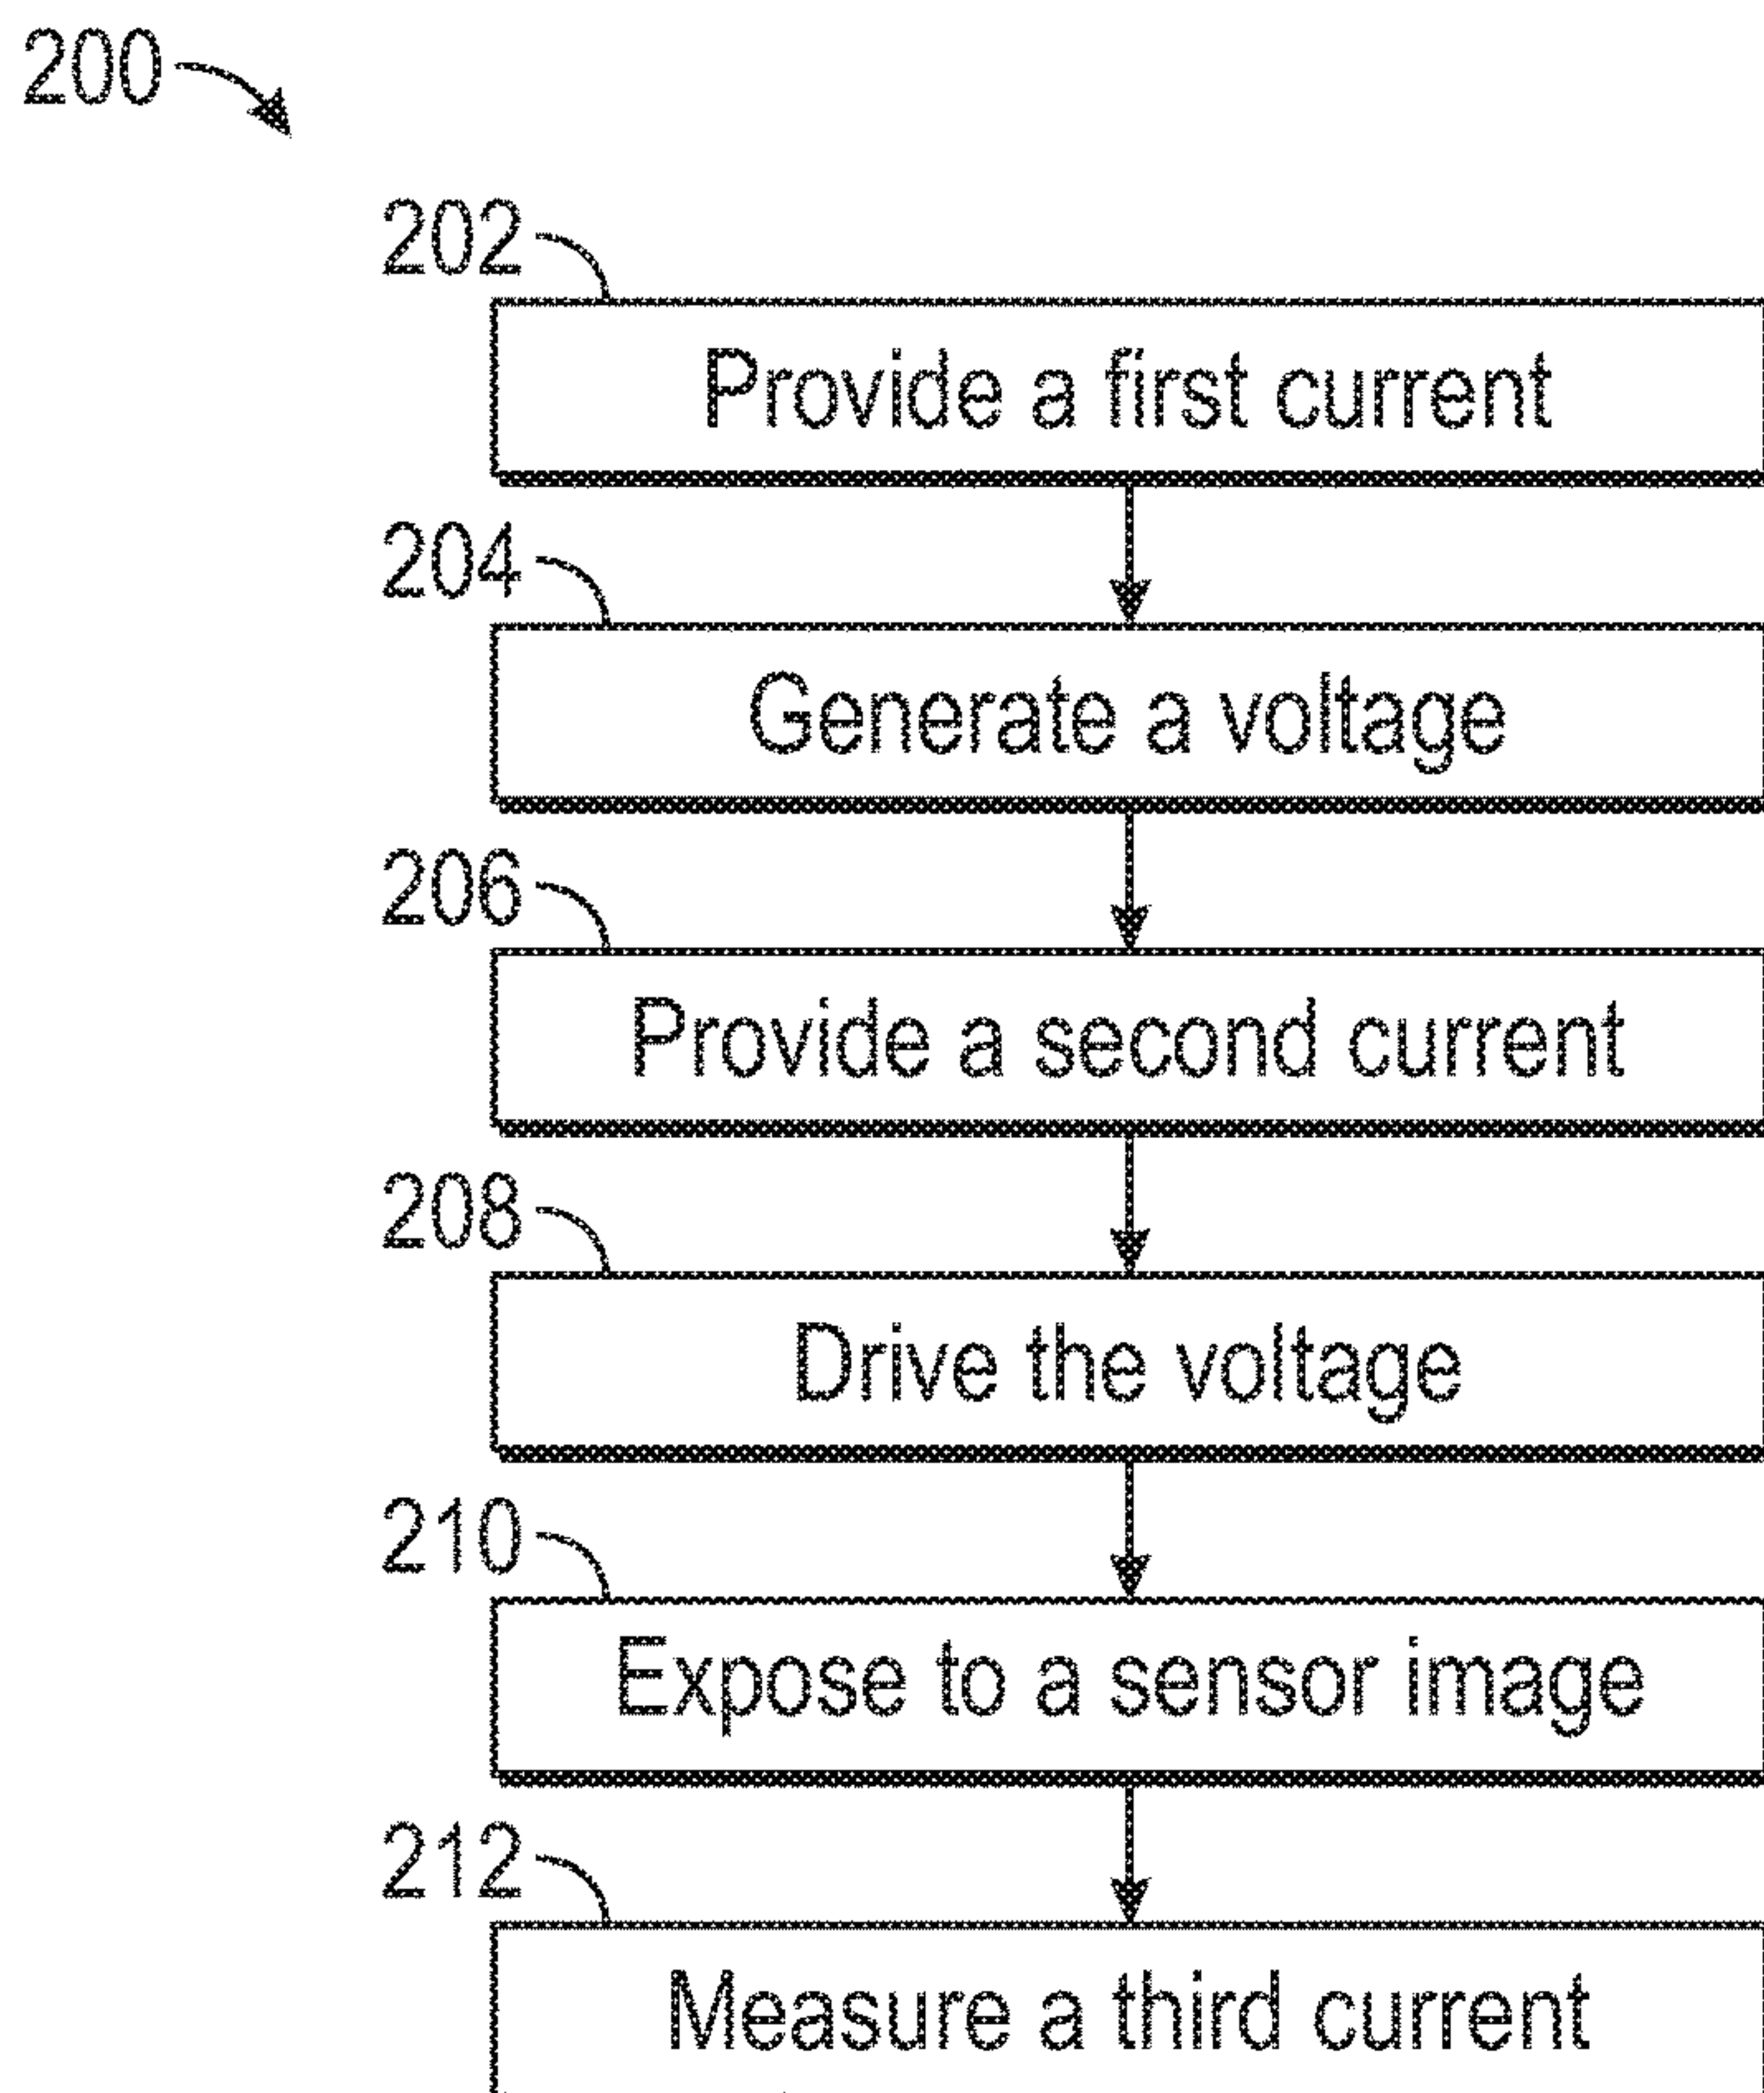 200
202
Provide a first current
204
Generate a voltage
206
Provide a second current
208
Drive the voltage
210
Expose to a sensor image
212
Measure a third current